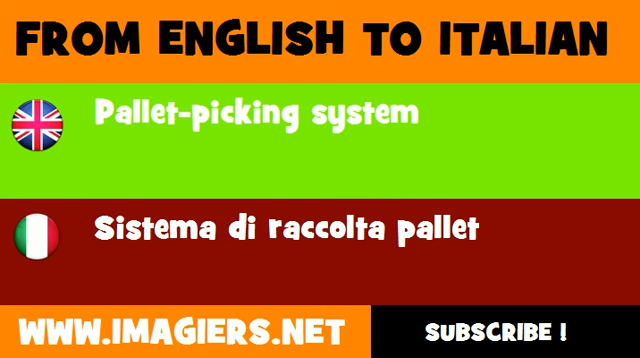 FROM ENGLISH TO ITALIAN
Pallet-picking system
Sistema di raccolta pallet
WWW.IMAGIERS.NET
SUBSCRIBE !